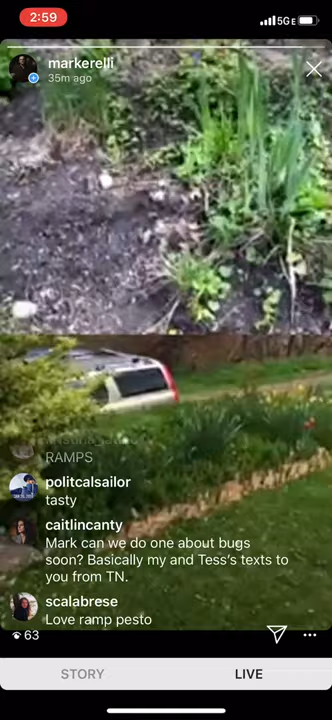 2:59
5GE
markerelli
35m ago
RAMPS
politcalsailor
tasty
caitlincanty
Mark can we do one about bugs
soon? Basically my and Tess's texts to
you from TN.
scalabrese
Love ramp pesto
63
STORY
LIVE